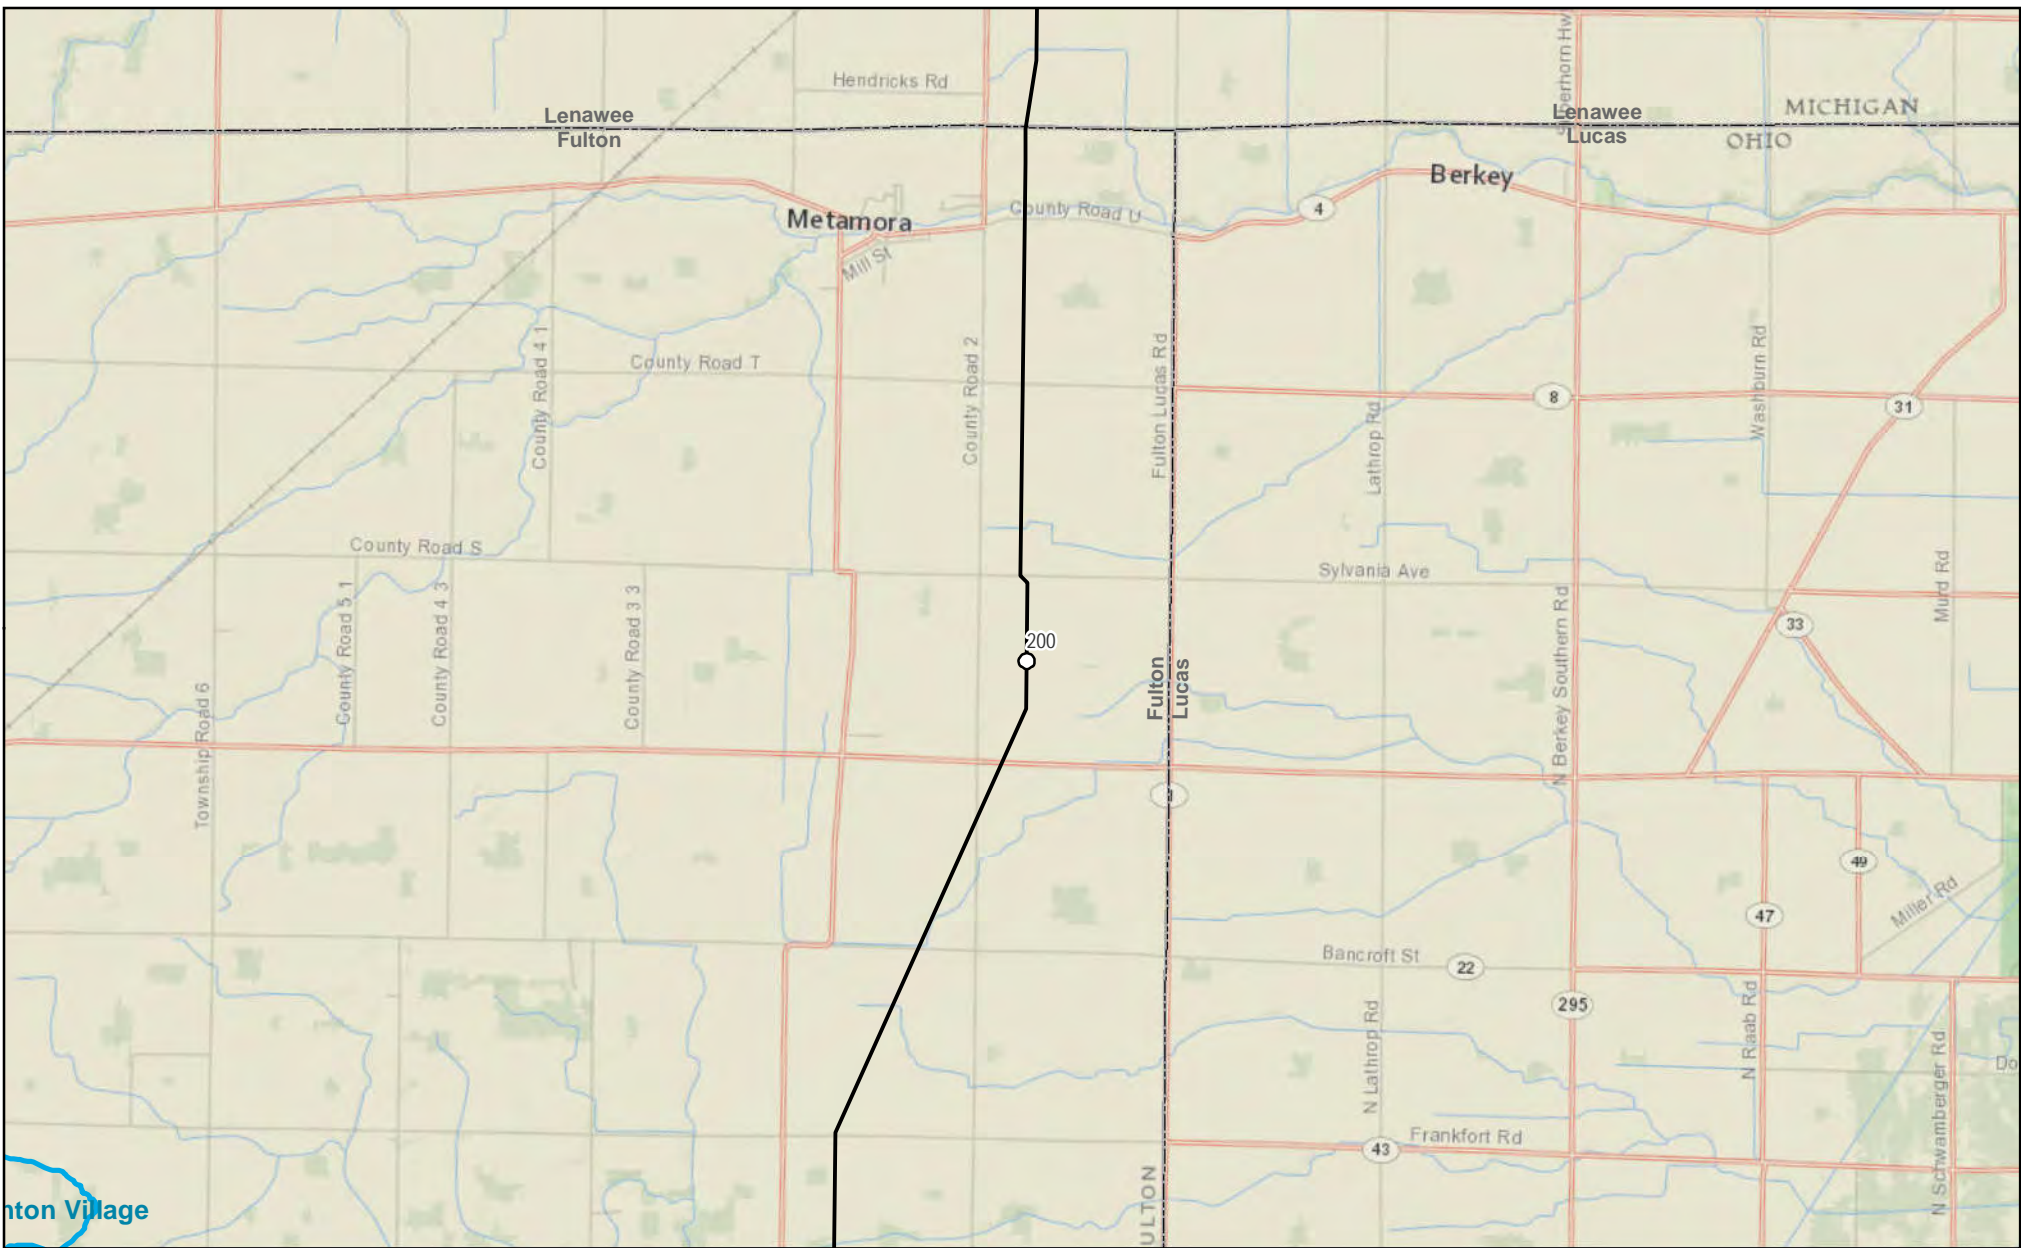 Hendricks Rd
Lenawee
Fulton
Lenawee
Lucas
MICHIGAN
OHIO
Berkey
4
County Road U
Metamora
Mill St
County Road T
County Road 4 1
County Road 2
Fulton Lucas Rd
Lathrop Rd
8
Washburn Rd
31
County Road S
Sylvania Ave
County Road 5 1
County Road 4 3
County Road 3 3
200
Fulton
Lucas
N Berkey Southern Rd
33
Murd Rd
Township Road 6
49
Miller Rd
47
Bancroft St
22
295
N Lathrop Rd
N Raab Rd
N Schwamberger Rd
Do
Frankfort Rd
43
ULTON
nton Village